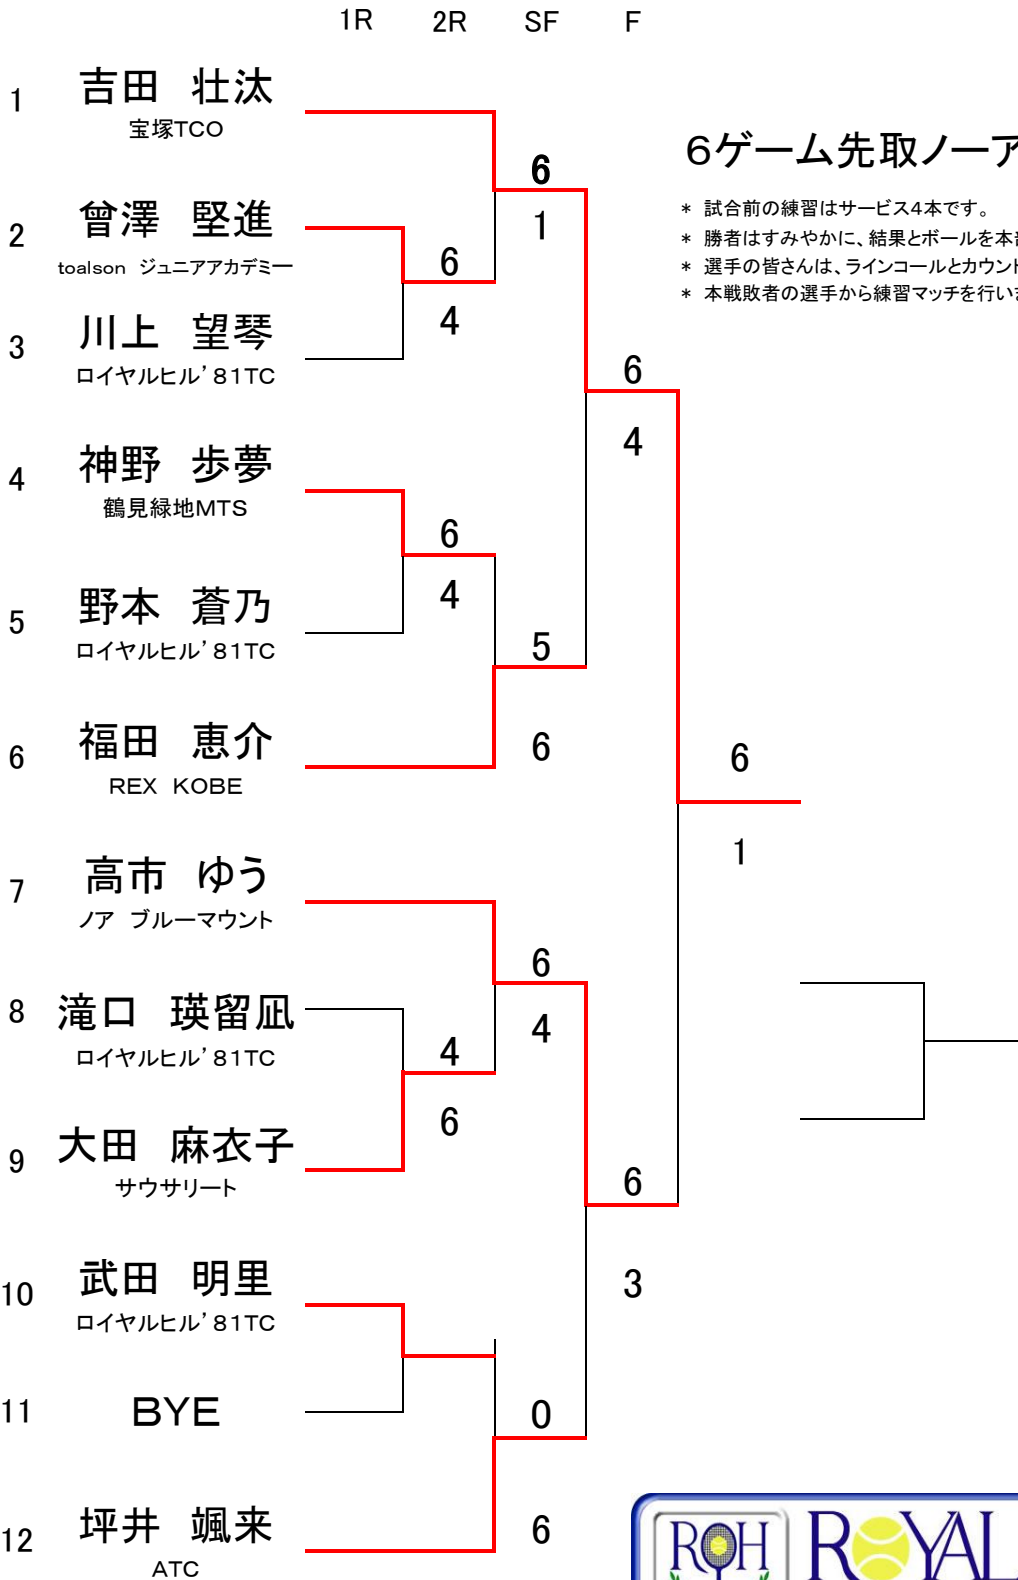 1R 2R SF F
1 吉田 壮汰
宝塚TCO
6ゲーム先取ノーア
6
1
* 試合前の練習はサービス4本です。
* 勝者はすみやかに、結果とボールを本
* 選手の皆さんは、ラインコールとカウント
* 本戦敗者の選手から練習マッチを行い
2 曾澤 堅進
toalson ジュニアアカデミー
6
4
3 川上 望琴
ロイヤルヒル’81TC
6
4
4 神野 歩夢
鶴見緑地MTS
6
4
5 野本 蒼乃
ロイヤルヒル’81TC
5
6
6 福田 恵介
REX KOBE
6
1
7 高市 ゆう
ノア ブルーマウント
6
4
8 滝口 瑛留凪
ロイヤルヒル’81TC
4
6
9 大田 麻衣子
サウサリート
6
3
10 武田 明里
ロイヤルヒル’81TC
11 BYE
0
6
12 坪井 颯来
ATC
ROH ROYAL